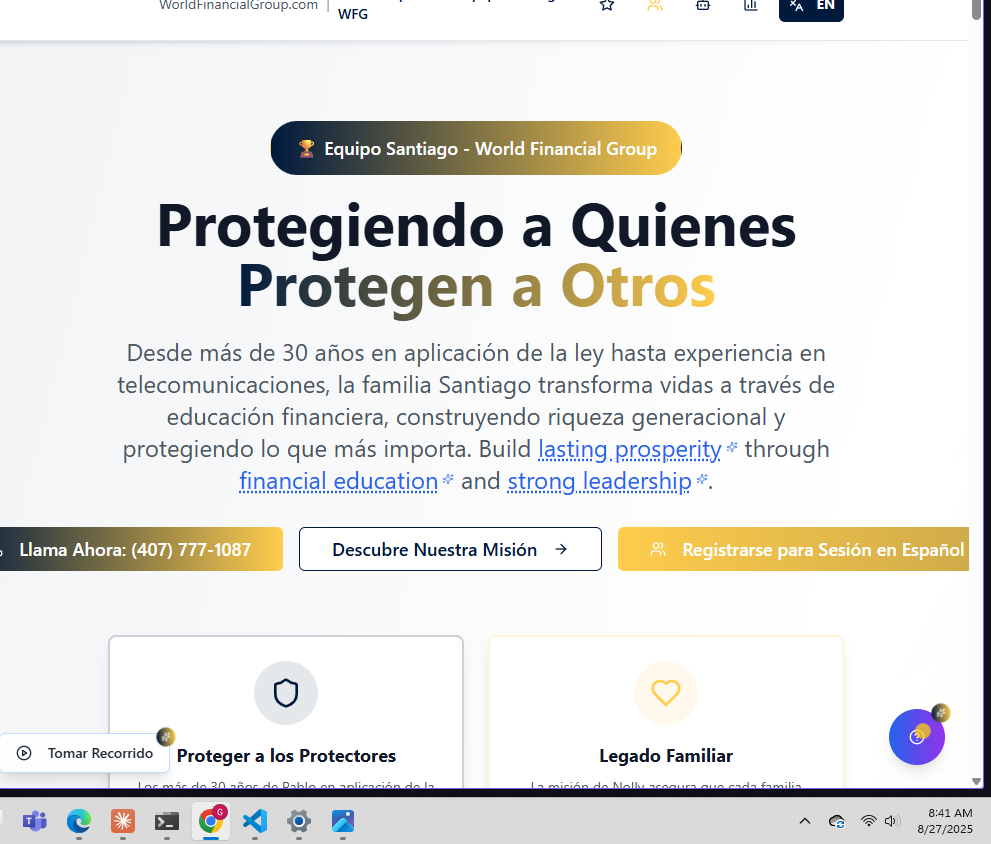 WorldFinancialGroup.com
WFG
EN
Equipo Santiago - World Financial Group
Protegiendo a Quienes
Protegen a Otros
Desde más de 30 años en aplicación de la ley hasta experiencia en
telecomunicaciones, la familia Santiago transforma vidas a través de
educación financiera, construyendo riqueza generacional y
protegiendo lo que más importa. Build lasting prosperity through
financial education and strong leadership.
Llama Ahora: (407) 777-1087
Descubre Nuestra Misión
Registrarse para Sesión en Español
Tomar Recorrido
Proteger a los Protectores
Legado Familiar
Los más de 30 años de Pablo en aplicación de la
La misión de Nolly asegura que cada familia
8:41 AM
8/27/2025